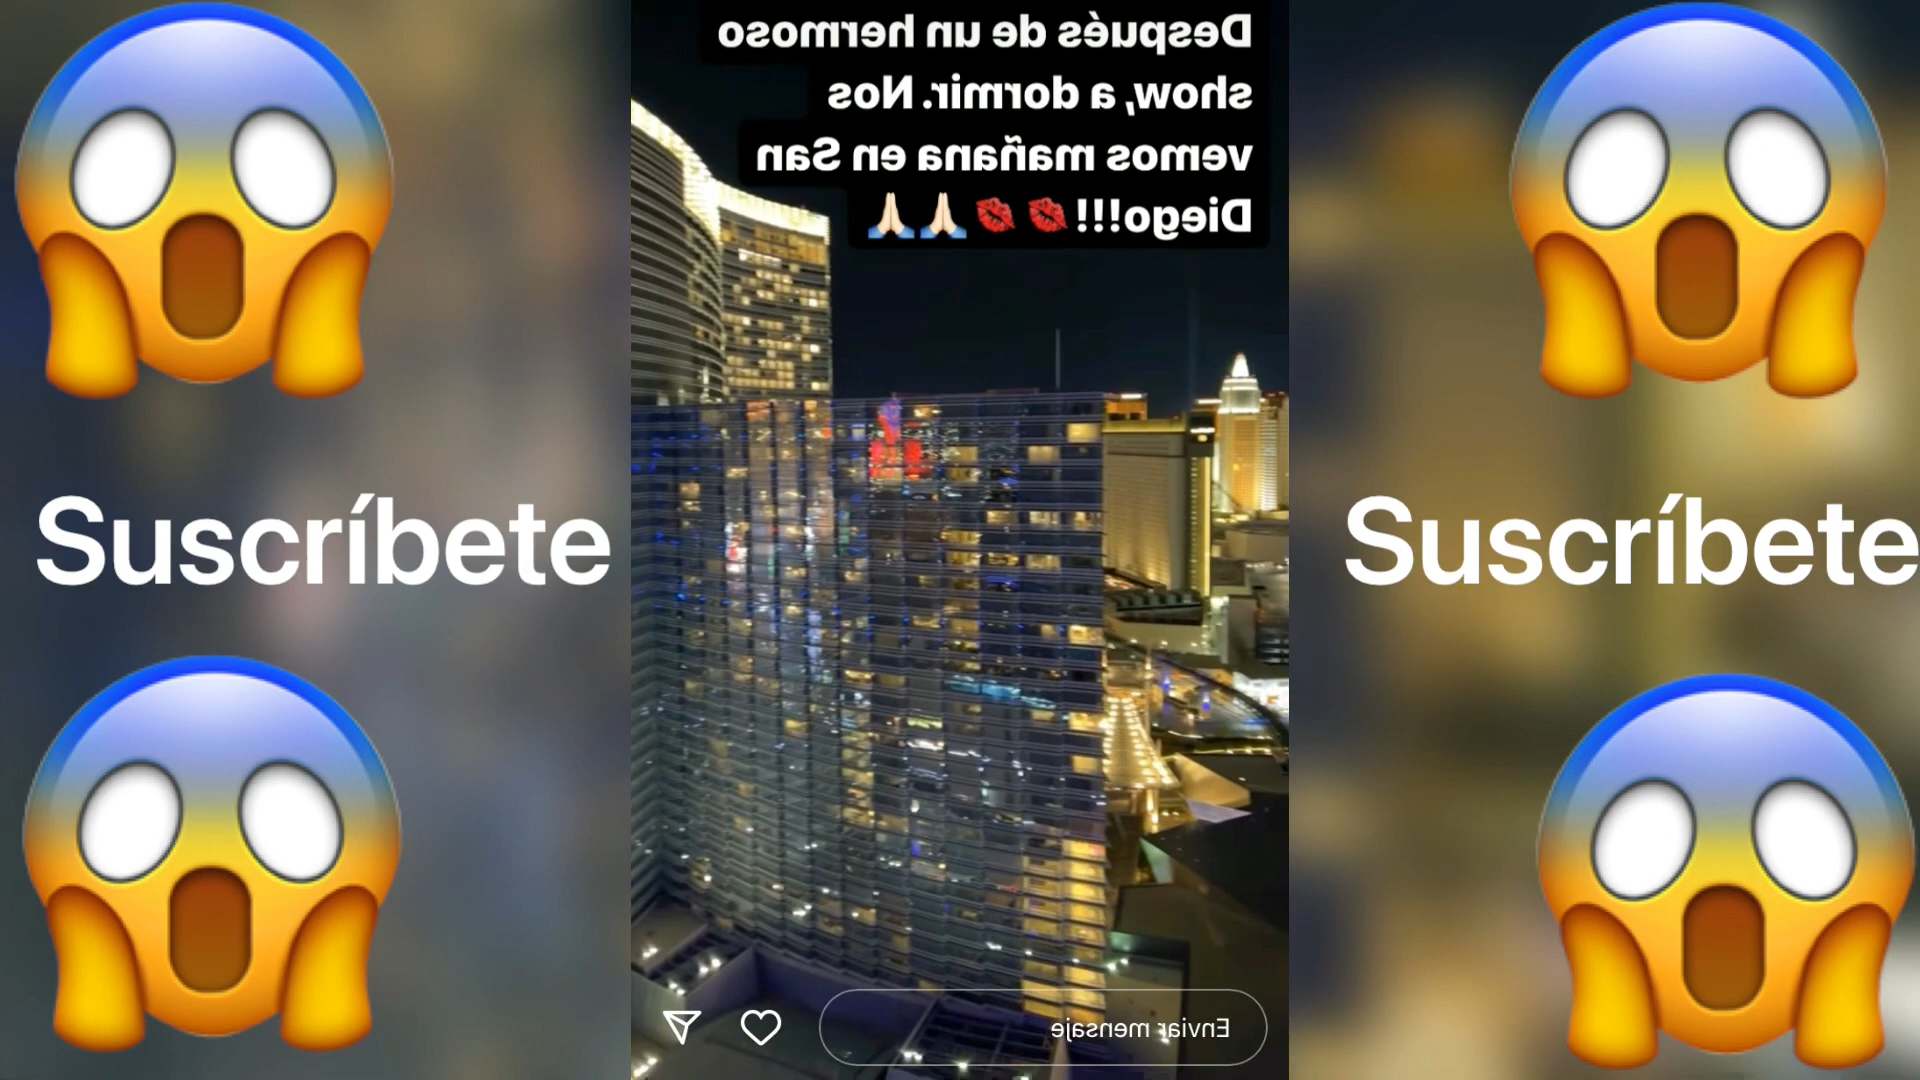 Después de un hermoso
show, a dormir. Nos
vemos mañana en San
Diego!!!💋💋🙏🏻🙏🏻
Suscríbete
Suscríbete
Enviar mensaje